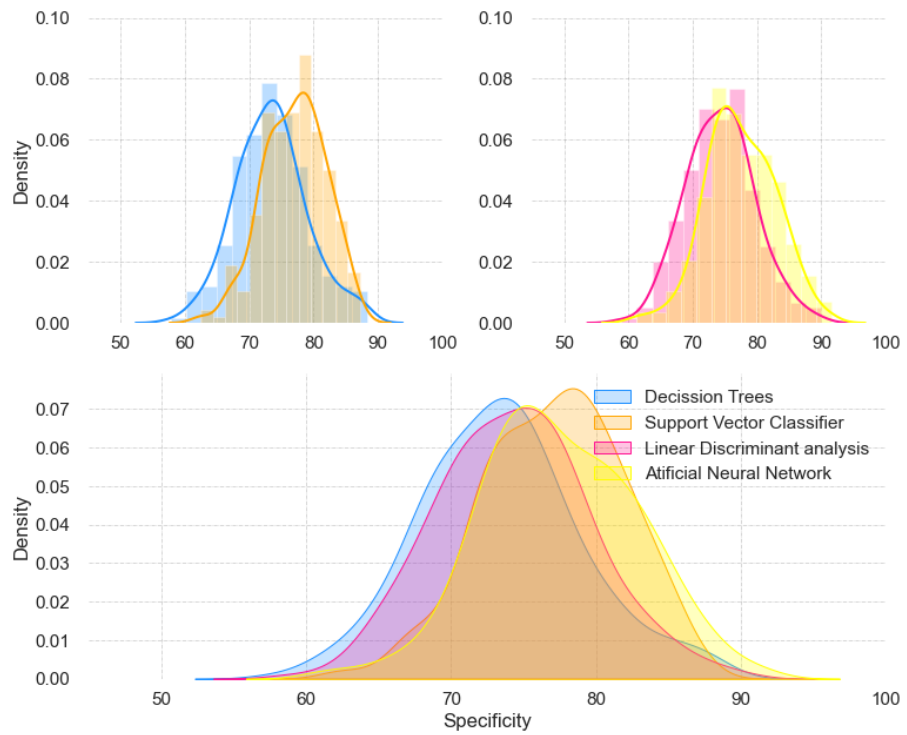 0.10
0.08
0.06
0.04
0.02
0.00
Density
50 60 70 80 90 100
0.10
0.08
0.06
0.04
0.02
0.00
50 60 70 80 90 100
0.07
0.06
0.05
0.04
0.03
0.02
0.01
0.00
Density
Decission Trees
Support Vector Classifier
Linear Discriminant analysis
Atificial Neural Network
50 60 70 80 90 100
Specificity